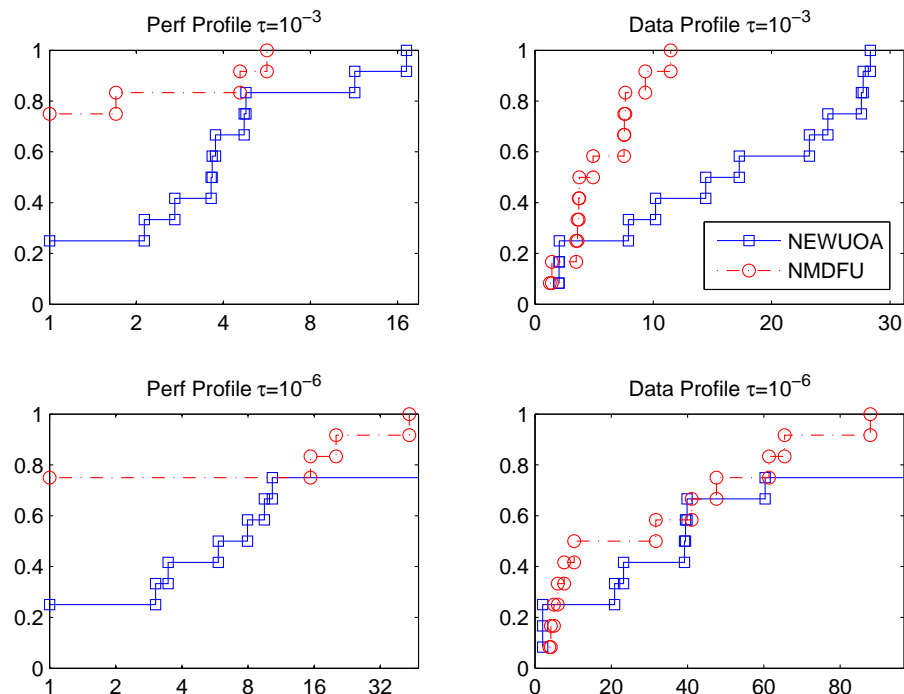 Perf Profile τ=10⁻³
1
0.8
0.6
0.4
0.2
0
1 2 4 8 16
Data Profile τ=10⁻³
1
0.8
0.6
0.4
0.2
0
0 10 20 30
NEWUOA
NMDFU
Perf Profile τ=10⁻⁶
1
0.8
0.6
0.4
0.2
0
1 2 4 8 16 32
Data Profile τ=10⁻⁶
1
0.8
0.6
0.4
0.2
0
0 20 40 60 80